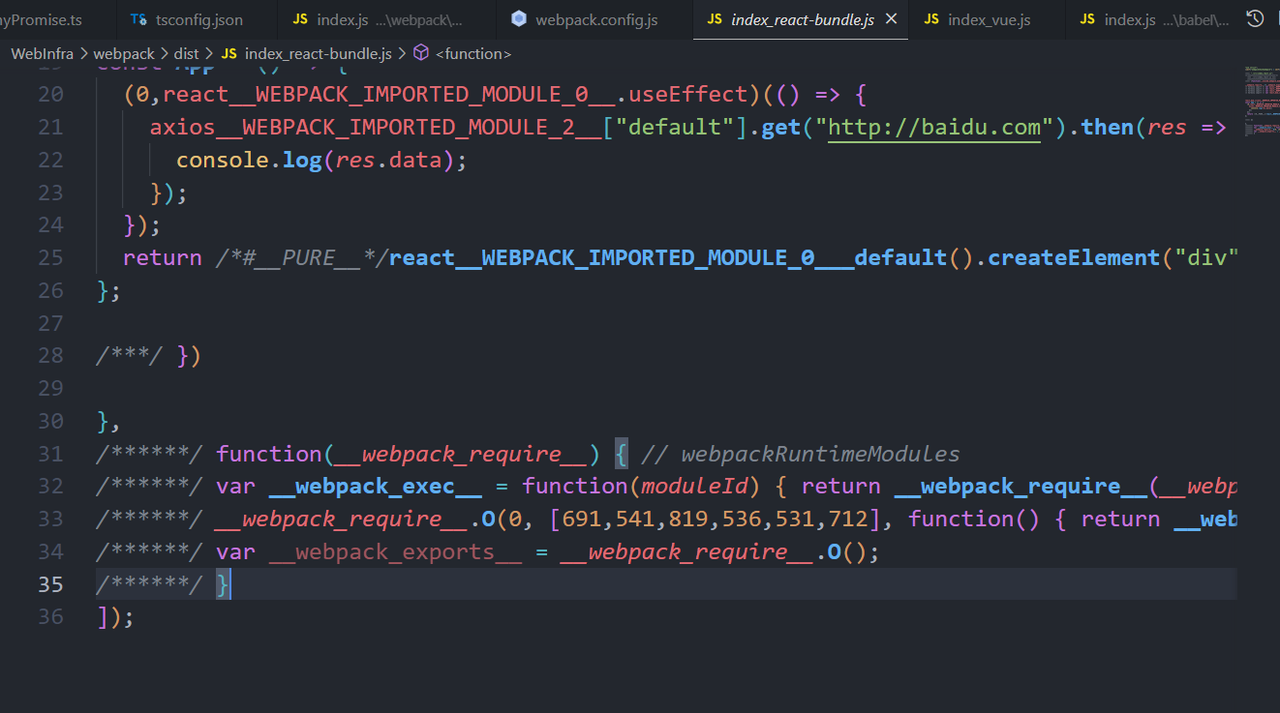 nyPromise.ts TS tsconfig.json JS index.js ...\webpack\... webpack.config.js JS index_react-bundle.js JS index_vue.js JS index.js ...\babel\...
WebInfra > webpack > dist > JS index_react-bundle.js > <function>
20 (0,react__WEBPACK_IMPORTED_MODULE_0__.useEffect)(() => {
21 axios__WEBPACK_IMPORTED_MODULE_2__["default"].get("http://baidu.com").then(res =>
22 console.log(res.data);
23 });
24 });
25 return /*#__PURE__*/react__WEBPACK_IMPORTED_MODULE_0___default().createElement("div"
26 };
27
28 /***/ })
29
30 },
31 /******/ function(__webpack_require__) { // webpackRuntimeModules
32 /******/ var __webpack_exec__ = function(moduleId) { return __webpack_require__(__webp
33 /******/ __webpack_require__.O(0, [691,541,819,536,531,712], function() { return __web
34 /******/ var __webpack_exports__ = __webpack_require__.O();
35 /******/ }
36 ]);